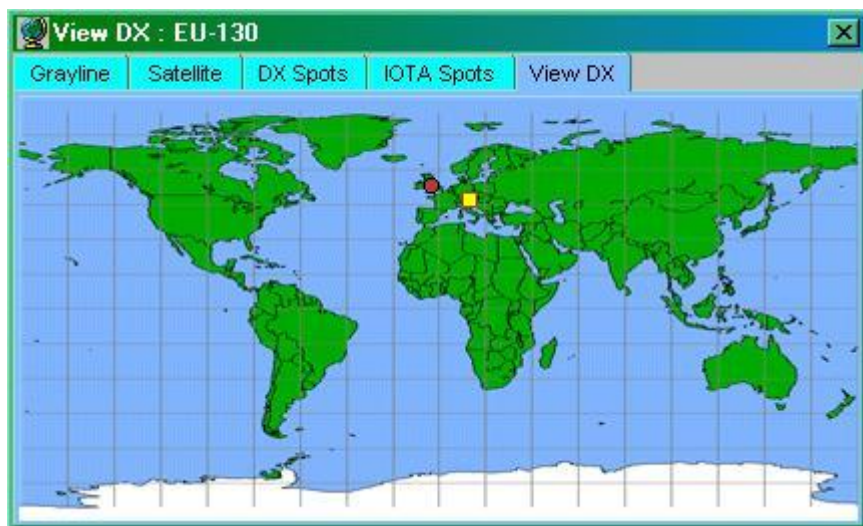 View DX : EU-130
Grayline Satellite DX Spots IOTA Spots View DX